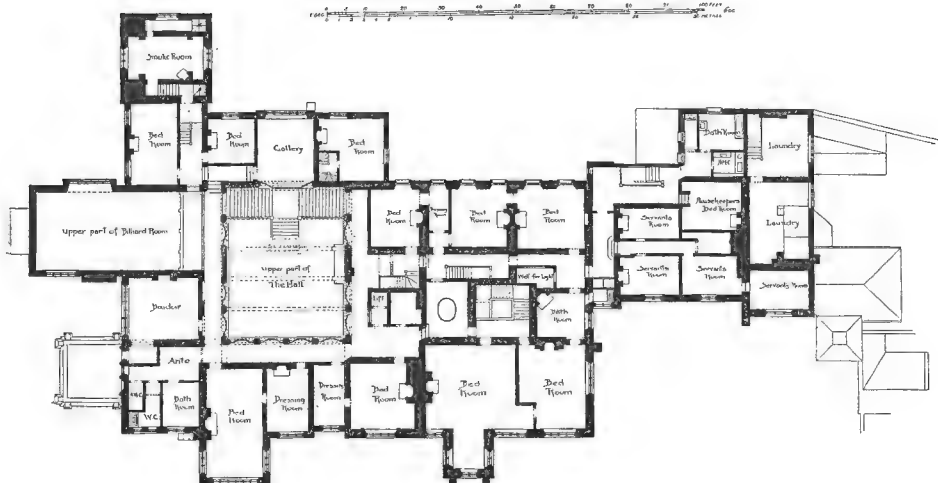 100 FEET
Smoke Room
Bed
Room
Bed
Room
Gallery
Bed
Room
Bath Room
Laundry
Housekeepers
Bed Room
Laundry
Upper part of Billiard Room
Bed
Room
Bed
Room
Bed
Room
Servants
Room
Upper part of
The Hall
Well for Light
Servants
Room
Servants
Room
Servants Room
Boudoir
Lift
Bath
Room
Ante
Bath
Room
W.C.
Bed
Room
Dressing
Room
Dressing
Room
Bed
Room
Bed
Room
Bed
Room